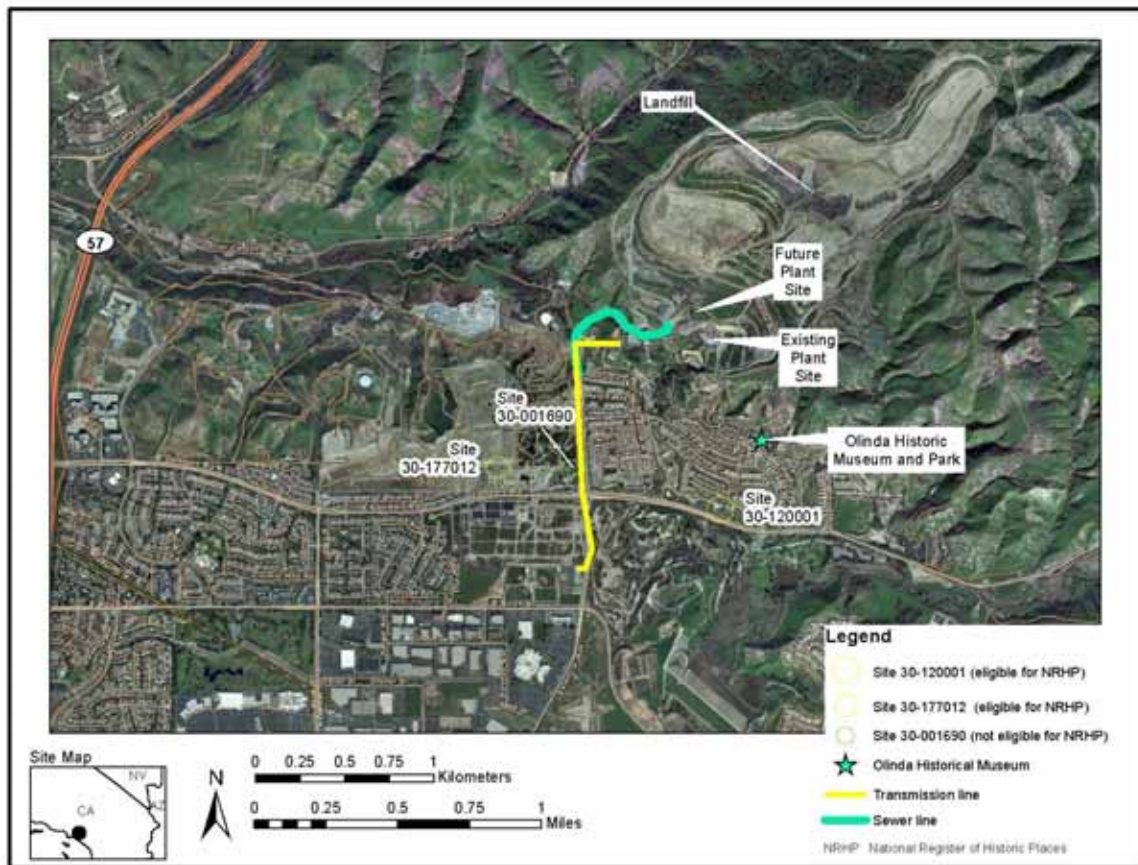 Landfill
57
Future
Plant
Site
Existing
Plant
Site
Site
30-001690
Site
30-177012
Olinda Historic
Museum and Park
Site
30-120001
Legend
Site 30-120001 (eligible for NRHP)
Site 30-177012 (eligible for NRHP)
Site 30-001690 (not eligible for NRHP)
Olinda Historical Museum
Transmission line
Sewer line
NRHP National Register of Historic Places
Site Map
NV
CA
AZ
N
0 0.25 0.5 0.75 1
Kilometers
0 0.25 0.5 0.75 1
Miles